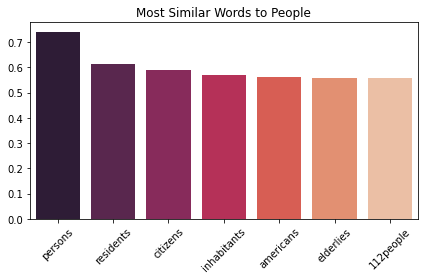 Most Similar Words to People
0.7
0.6
0.5
0.4
0.3
0.2
0.1
0.0
persons
residents
citizens
inhabitants
americans
elderlies
112people